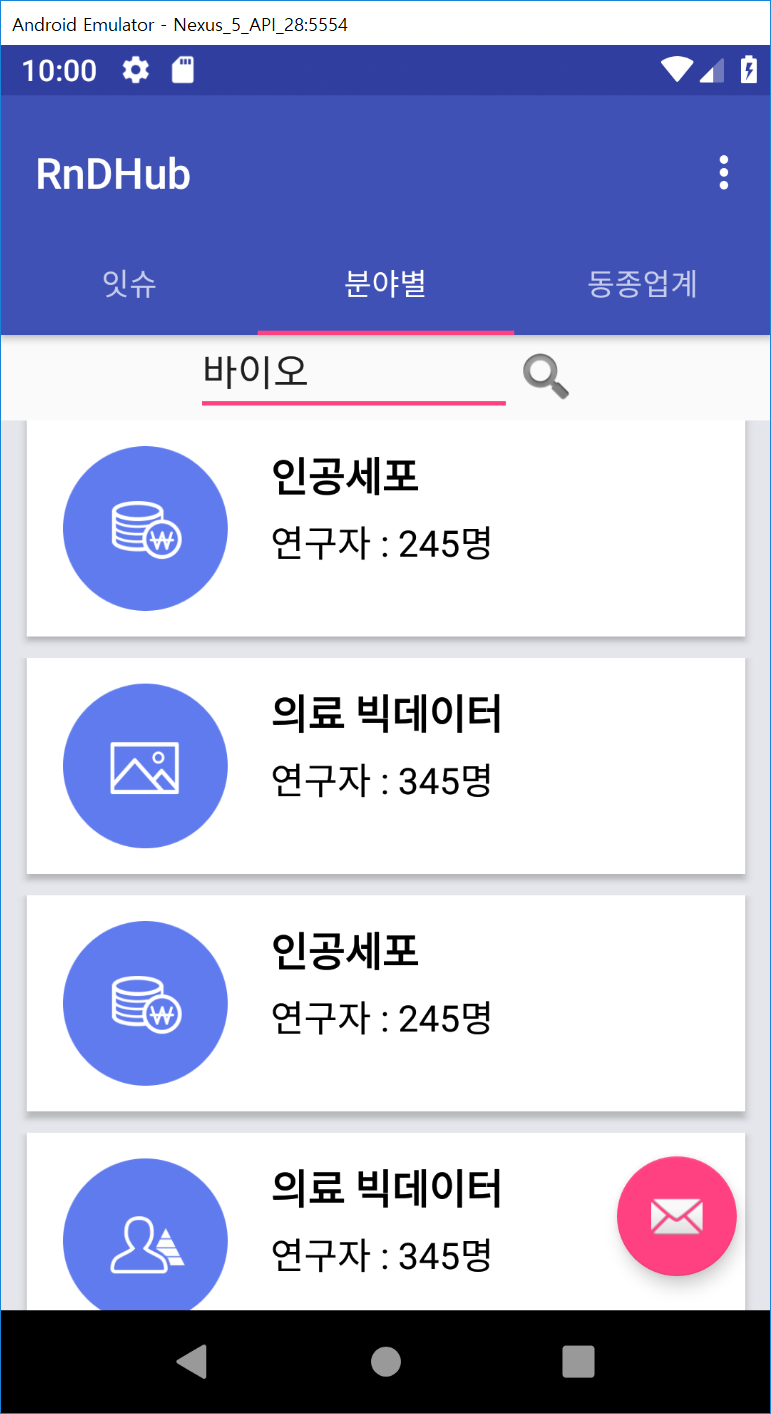 Android Emulator - Nexus_5_API_28:5554
10:00
RnDHub
잇슈 분야별 동종업계
바이오
인공세포
연구자 : 245명
의료 빅데이터
연구자 : 345명
인공세포
연구자 : 245명
의료 빅데이터
연구자 : 345명